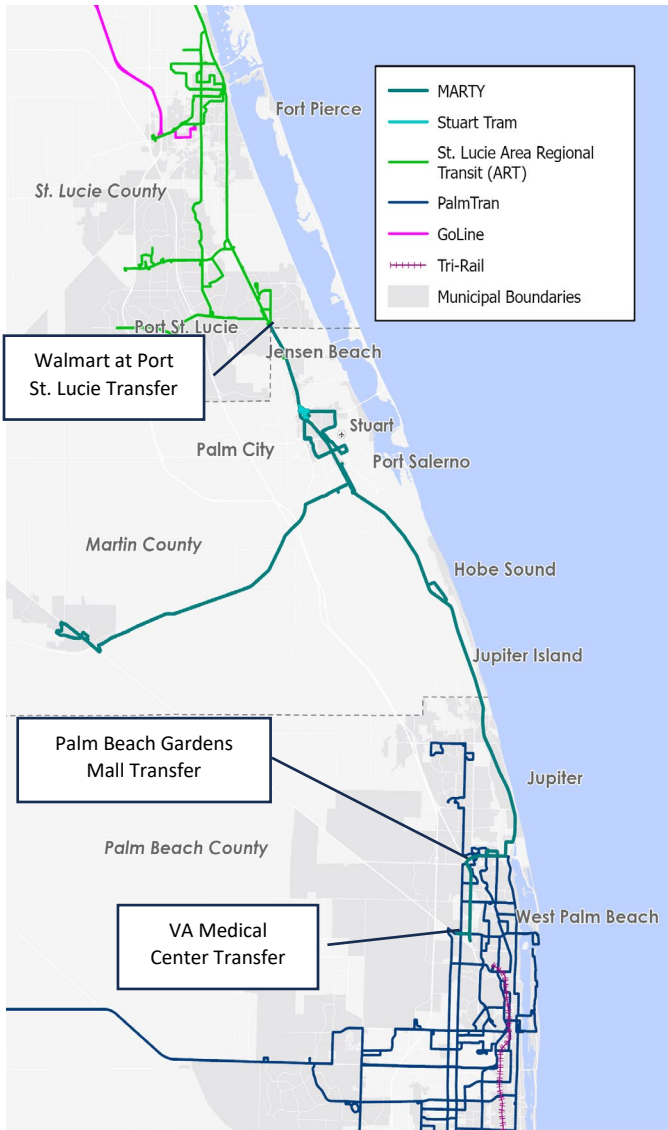 Fort Pierce
MARTY
Stuart Tram
St. Lucie Area Regional
Transit (ART)
PalmTran
GoLine
Tri-Rail
Municipal Boundaries
St. Lucie County
Port St. Lucie
Walmart at Port
St. Lucie Transfer
Jensen Beach
Stuart
Palm City
Port Salerno
Martin County
Hobe Sound
Jupiter Island
Palm Beach Gardens
Mall Transfer
Jupiter
Palm Beach County
West Palm Beach
VA Medical
Center Transfer